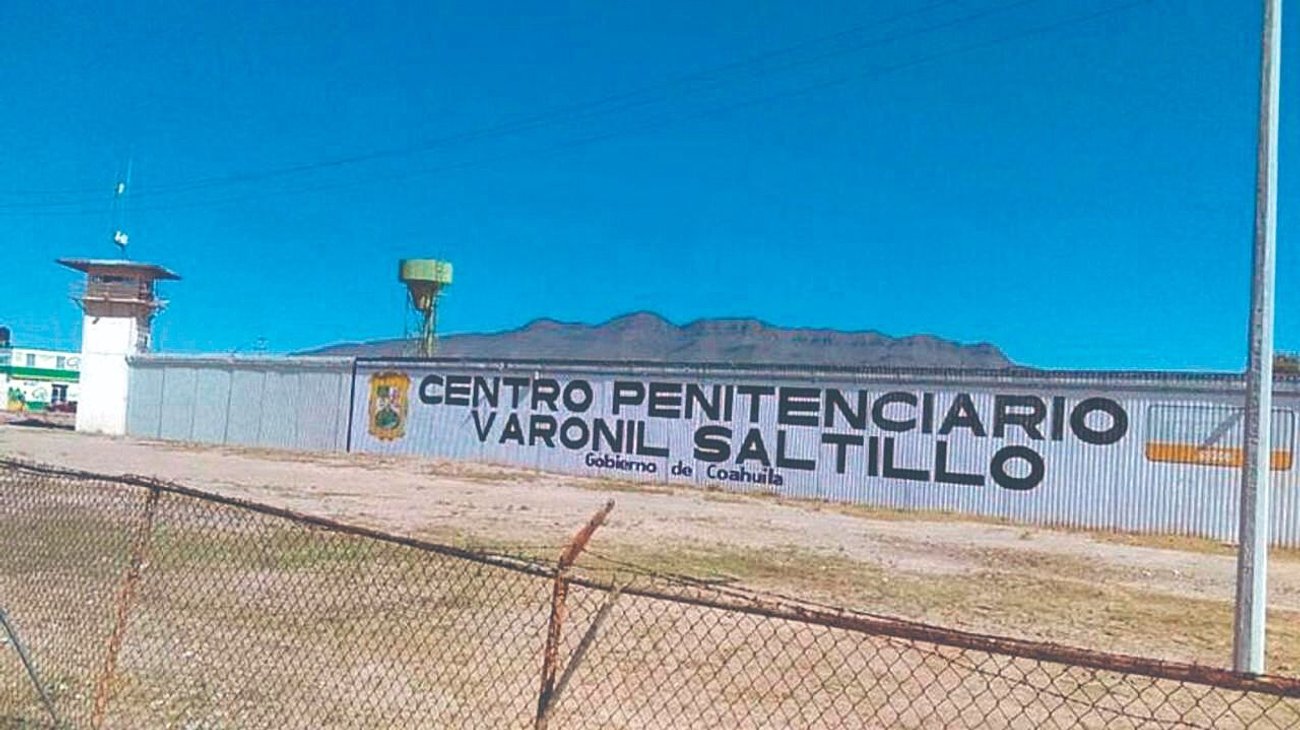 CENTRO PENITENCIARIO
VARONIL SALTILLO
Gobierno de Coahuila